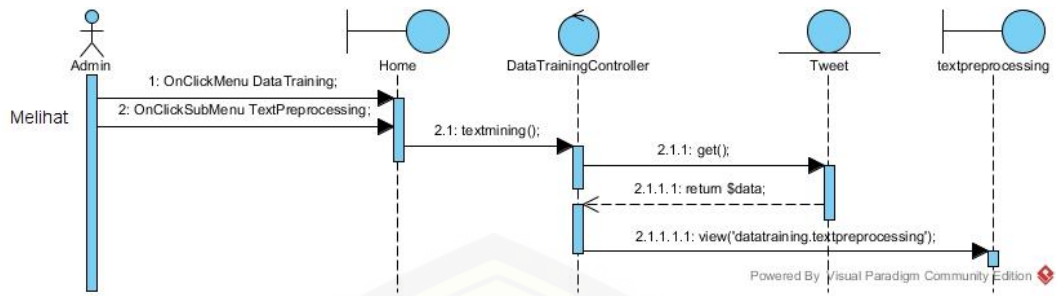 Admin
Home
DataTrainingController
Tweet
textpreprocessing
Melihat
1: OnClickMenu DataTraining;
2: OnClickSubMenu TextPreprocessing;
2.1: textmining();
2.1.1: get();
2.1.1.1: return $data;
2.1.1.1.1: view('datatraining.textpreprocessing');
Powered By Visual Paradigm Community Edition